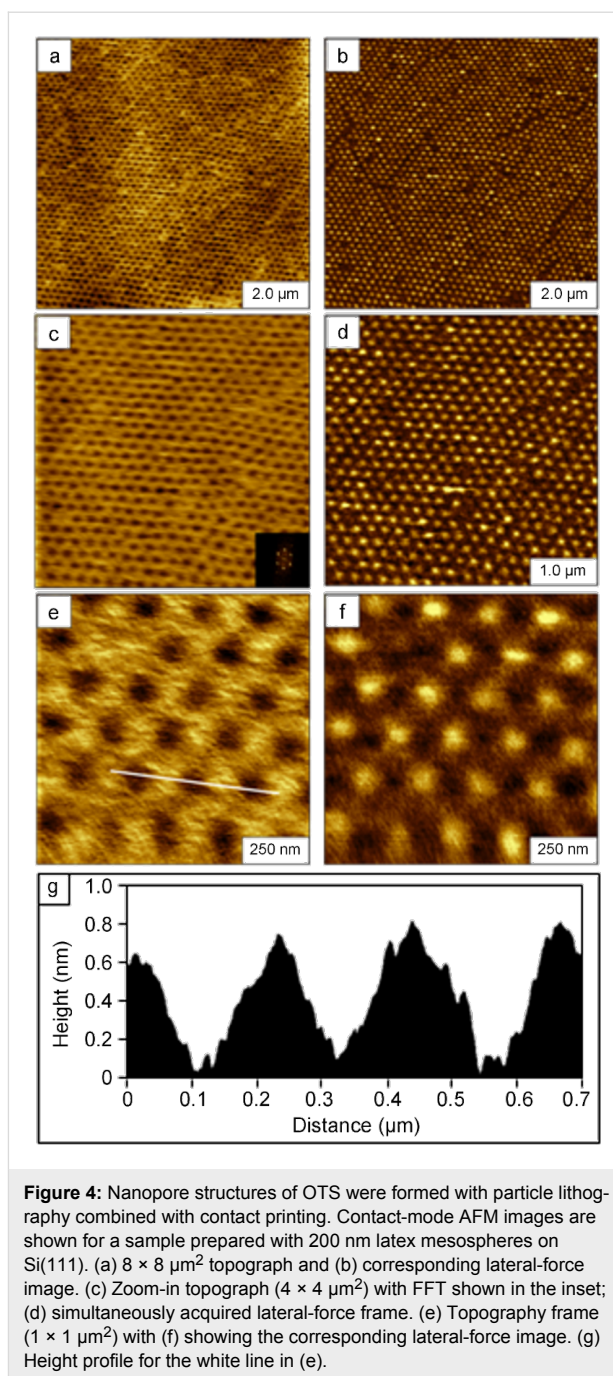 a
b
2.0 µm
2.0 µm
c
d
1.0 µm
e
f
250 nm
250 nm
g
1.0
0.8
0.6
0.4
0.2
0
Height (nm)
0 0.1 0.2 0.3 0.4 0.5 0.6 0.7
Distance (µm)
Figure 4: Nanopore structures of OTS were formed with particle lithog-
raphy combined with contact printing. Contact-mode AFM images are
shown for a sample prepared with 200 nm latex mesospheres on
Si(111). (a) 8 × 8 µm² topograph and (b) corresponding lateral-force
image. (c) Zoom-in topograph (4 × 4 µm²) with FFT shown in the inset;
(d) simultaneously acquired lateral-force frame. (e) Topography frame
(1 × 1 µm²) with (f) showing the corresponding lateral-force image. (g)
Height profile for the white line in (e).